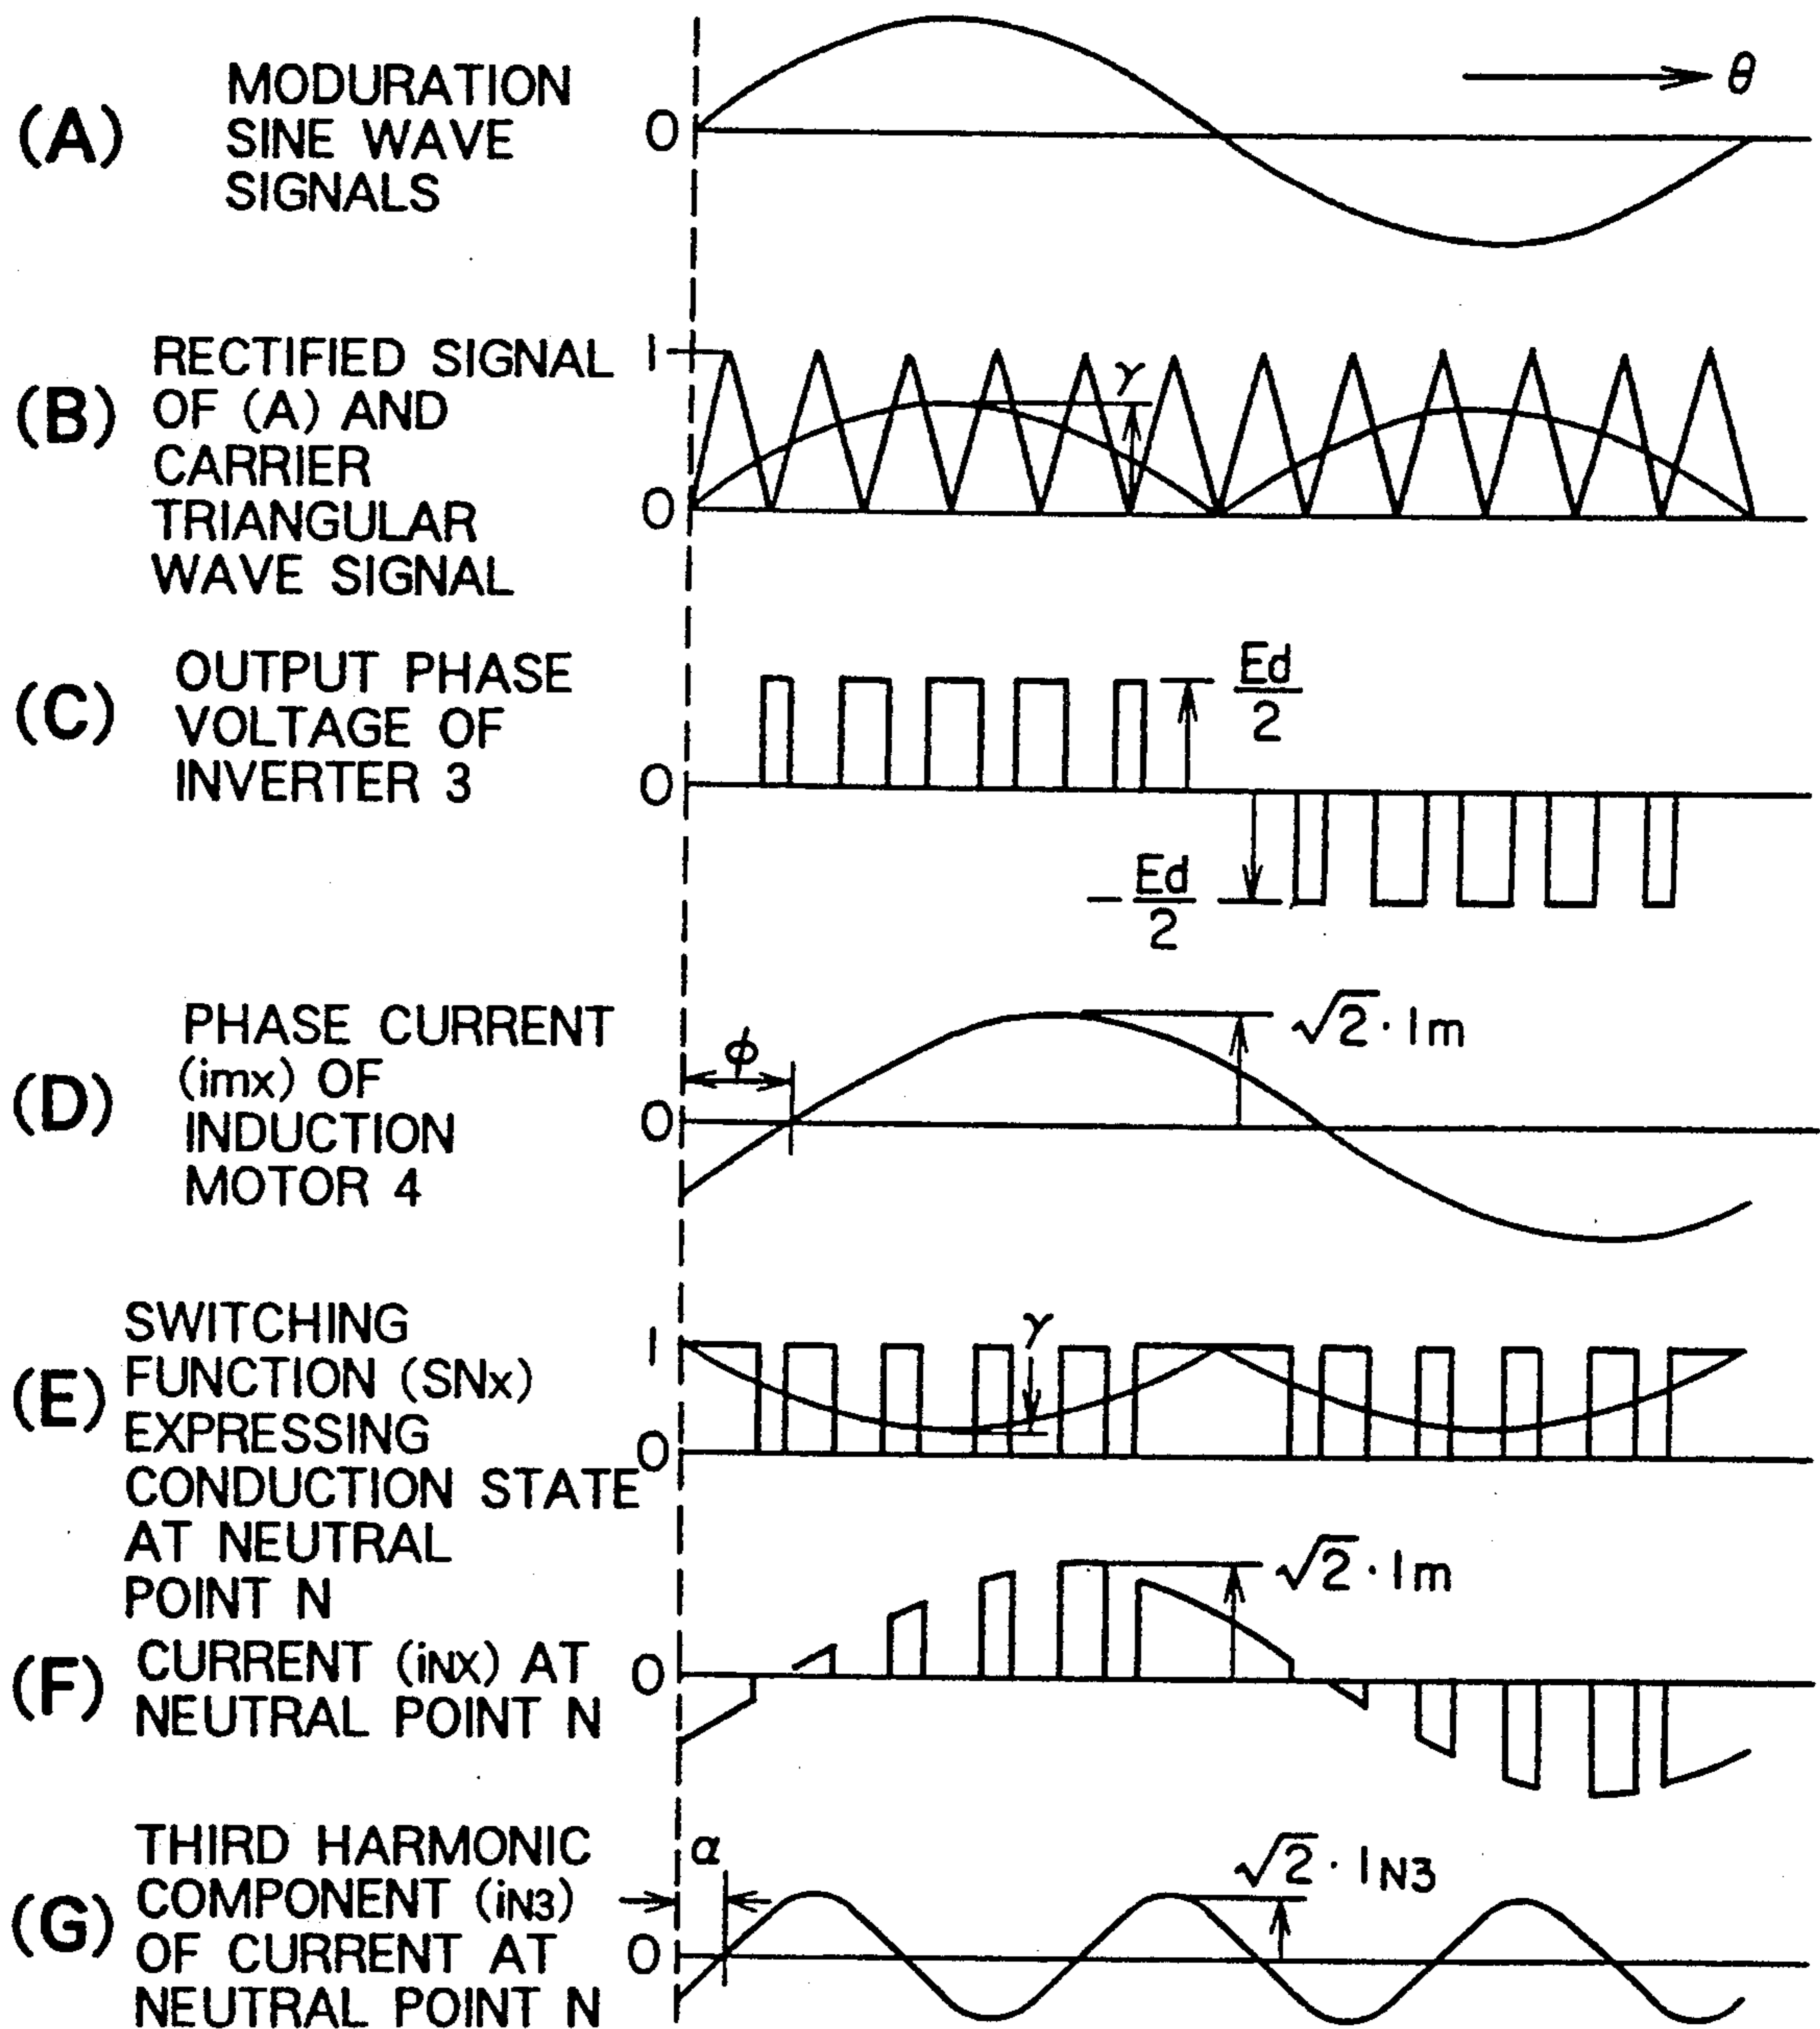 (A) MODURATION
SINE WAVE
SIGNALS
0
θ
(B) RECTIFIED SIGNAL
OF (A) AND
CARRIER
TRIANGULAR
WAVE SIGNAL
1
0
γ
(C) OUTPUT PHASE
VOLTAGE OF
INVERTER 3
0
Ed
2
- Ed
2
(D) PHASE CURRENT
(imx) OF
INDUCTION
MOTOR 4
0
φ
√2 · Im
(E) SWITCHING
FUNCTION (SNx)
EXPRESSING
CONDUCTION STATE
AT NEUTRAL
POINT N
1
0
γ
(F) CURRENT (iNX) AT
NEUTRAL POINT N
0
√2 · Im
(G) THIRD HARMONIC
COMPONENT (iN3)
OF CURRENT AT
NEUTRAL POINT N
0
α
√2 · IN3